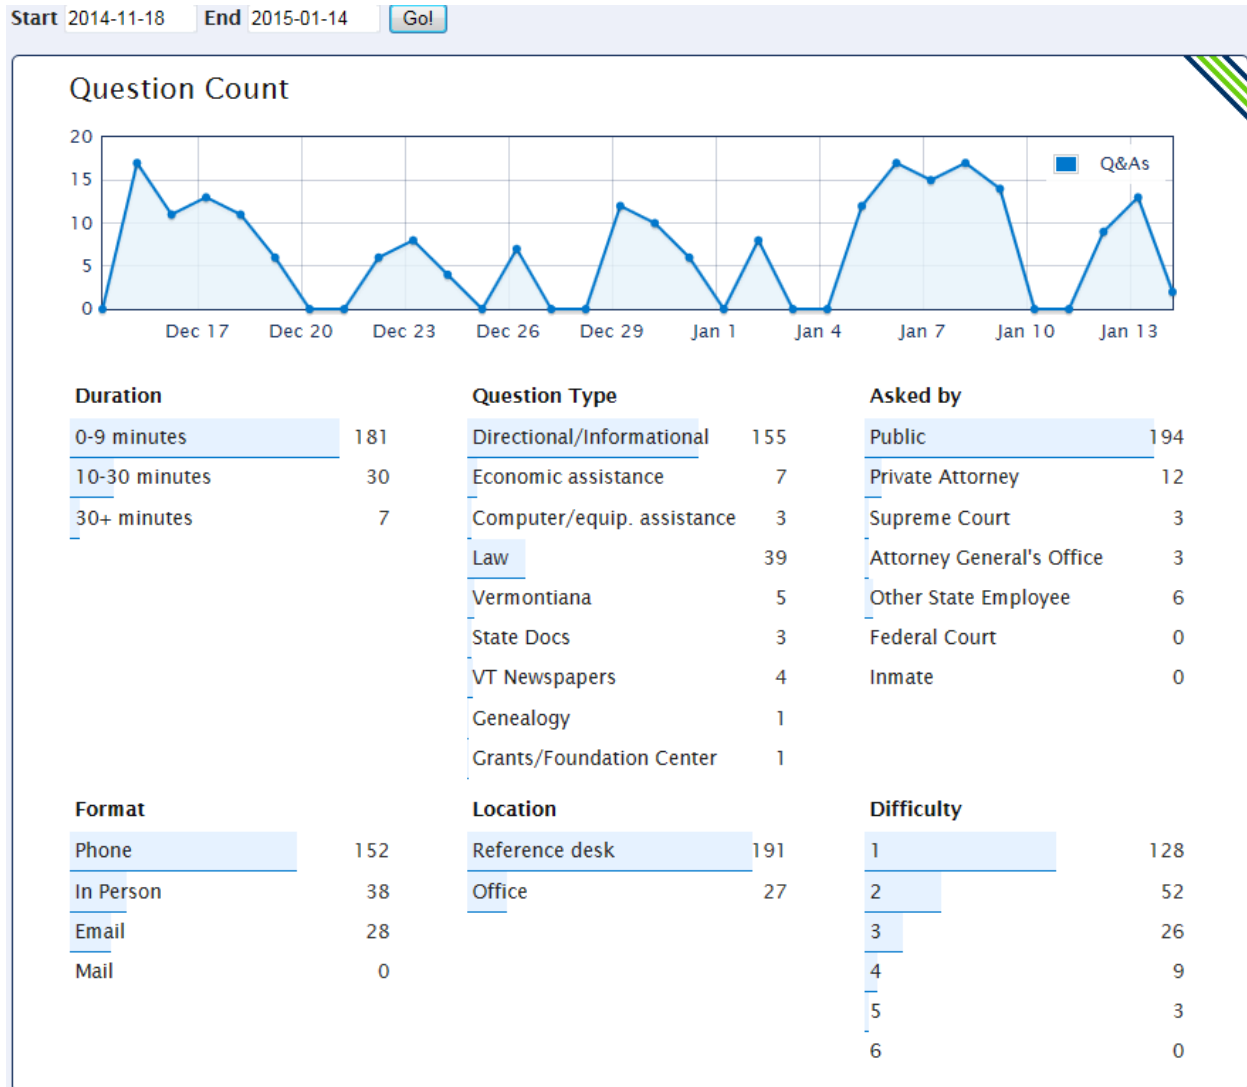 Start 2014-11-18 End 2015-01-14 Go!
Question Count
20
15
10
5
0
Q&As
Dec 17 Dec 20 Dec 23 Dec 26 Dec 29 Jan 1 Jan 4 Jan 7 Jan 10 Jan 13
Duration
0-9 minutes 181
10-30 minutes 30
30+ minutes 7
Question Type
Directional/Informational 155
Economic assistance 7
Computer/equip. assistance 3
Law 39
Vermontiana 5
State Docs 3
VT Newspapers 4
Genealogy 1
Grants/Foundation Center 1
Asked by
Public 194
Private Attorney 12
Supreme Court 3
Attorney General's Office 3
Other State Employee 6
Federal Court 0
Inmate 0
Format
Phone 152
In Person 38
Email 28
Mail 0
Location
Reference desk 191
Office 27
Difficulty
1 128
2 52
3 26
4 9
5 3
6 0